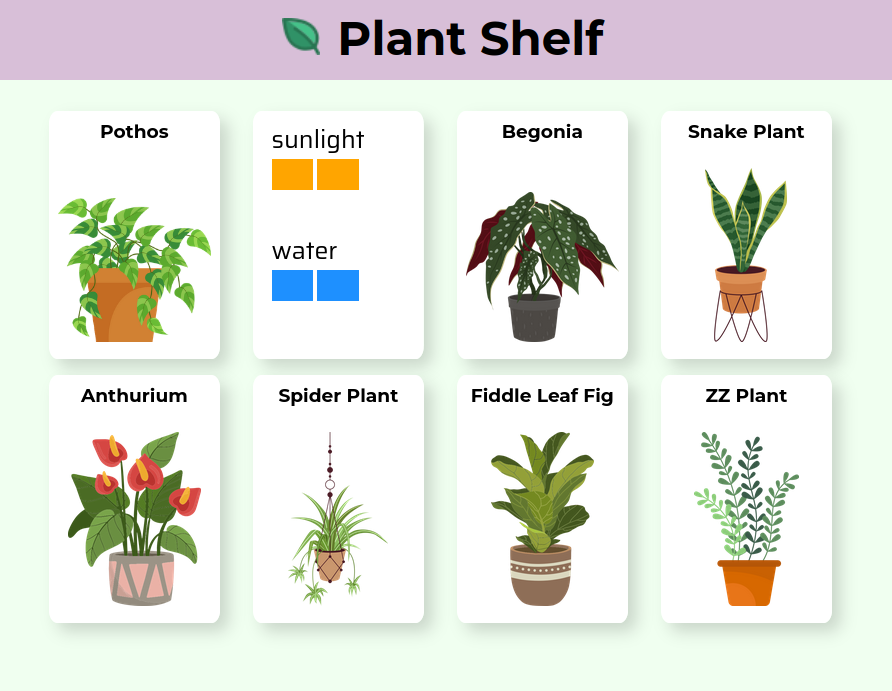 Plant Shelf
Pothos
sunlight
water
Begonia
Snake Plant
Anthurium
Spider Plant
Fiddle Leaf Fig
ZZ Plant